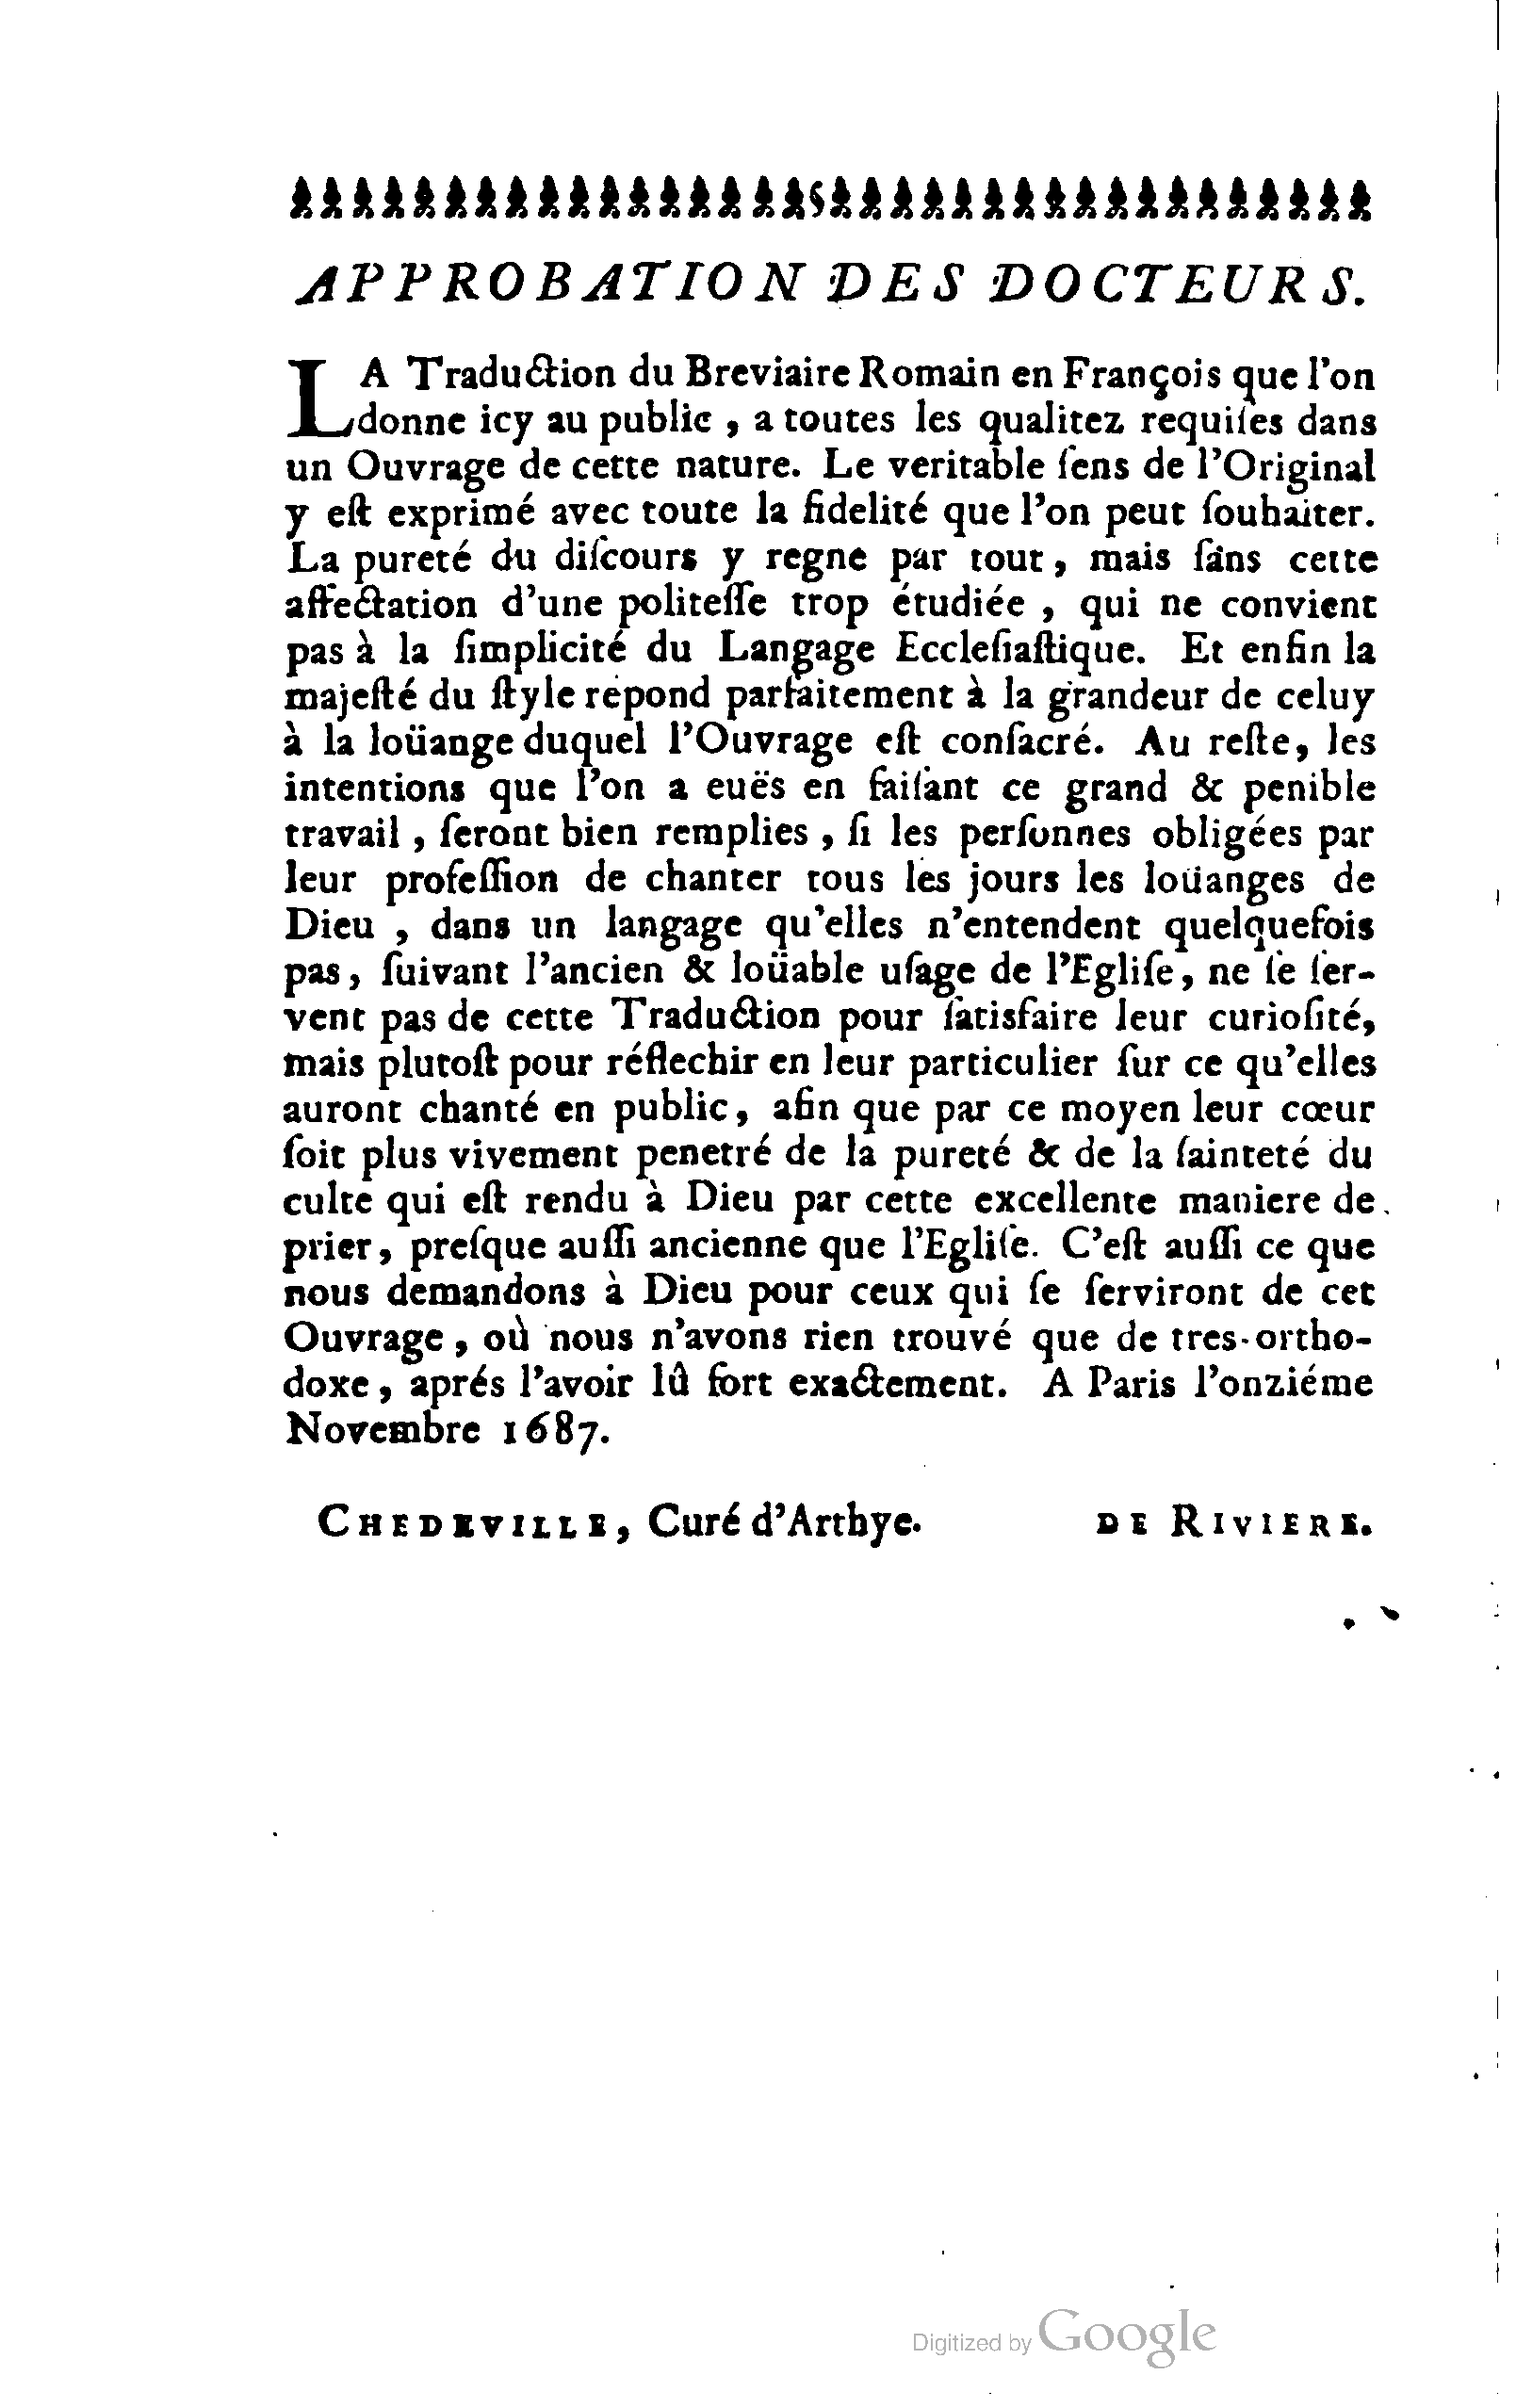 APPROBATION DES DOCTEURS.
LA Traduction du Breviaire Romain en François que l'on
donne icy au public , a toutes les qualitez requiſes dans
un Ouvrage de cette nature. Le veritable ſens de l'Original
y eſt exprimé avec toute la fidelité que l'on peut ſouhaiter.
La pureté du diſcours y regne par tout , mais ſans cette
affectation d'une politeſſe trop étudiée , qui ne convient
pas à la ſimplicité du Langage Eccleſiaſtique. Et enfin la
majeſté du ſtyle répond parfaitement à la grandeur de celuy
à la loüange duquel l'Ouvrage eſt conſacré. Au reſte, les
intentions que l'on a euës en faiſant ce grand & penible
travail , ſeront bien remplies , ſi les perſonnes obligées par
leur profeſſion de chanter tous les jours les loüanges de
Dieu , dans un langage qu'elles n'entendent quelquefois
pas, ſuivant l'ancien & loüable uſage de l'Egliſe, ne ſe ſer-
vent pas de cette Traduction pour ſatisfaire leur curioſité,
mais plutoſt pour réflechir en leur particulier ſur ce qu'elles
auront chanté en public, afin que par ce moyen leur cœur
ſoit plus vivement penetré de la pureté & de la ſainteté du
culte qui eſt rendu à Dieu par cette excellente maniere de
prier, preſque auſſi ancienne que l'Egliſe. C'eſt auſſi ce que
nous demandons à Dieu pour ceux qui ſe ſerviront de cet
Ouvrage , où nous n'avons rien trouvé que de tres-ortho-
doxe, aprés l'avoir lû fort exactement. A Paris l'onziéme
Novembre 1687.
CHEDEVILLE, Curé d'Arthye. DE RIVIERE.
Digitized by Google